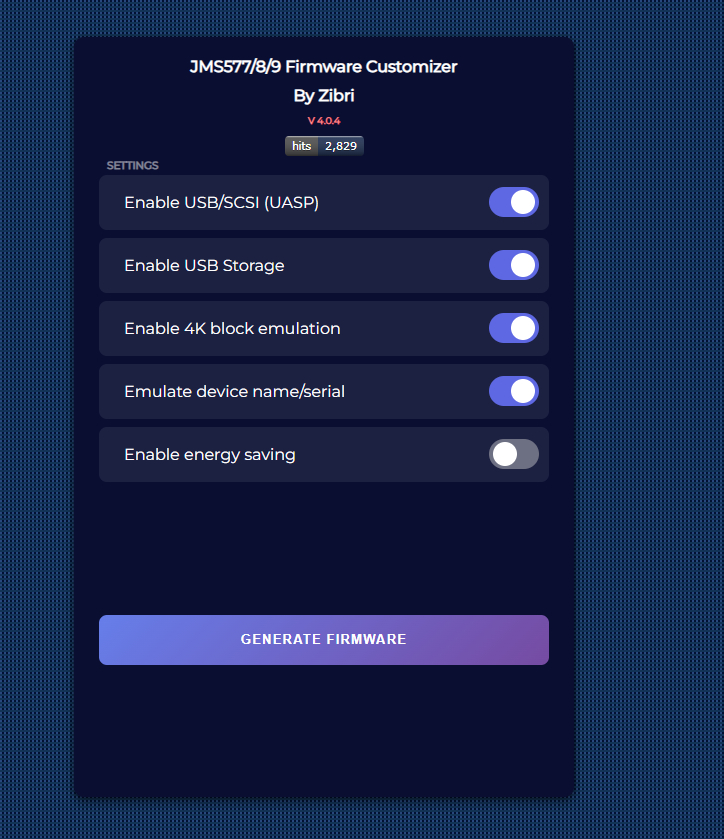 JMS577/8/9 Firmware Customizer
By Zibri
V 4.0.4
hits 2,829
SETTINGS
Enable USB/SCSI (UASP)
Enable USB Storage
Enable 4K block emulation
Emulate device name/serial
Enable energy saving
GENERATE FIRMWARE